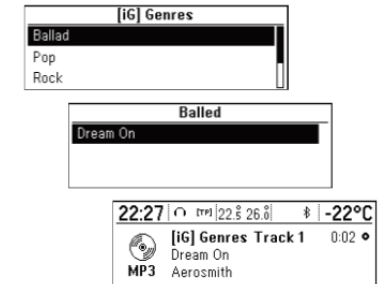 [iG] Genres
Ballad
Pop
Rock
Balled
Dream On
22:27 [TP] 22.5 26.0 -22°C
[iG] Genres Track 1 0:02
Dream On
MP3 Aerosmith